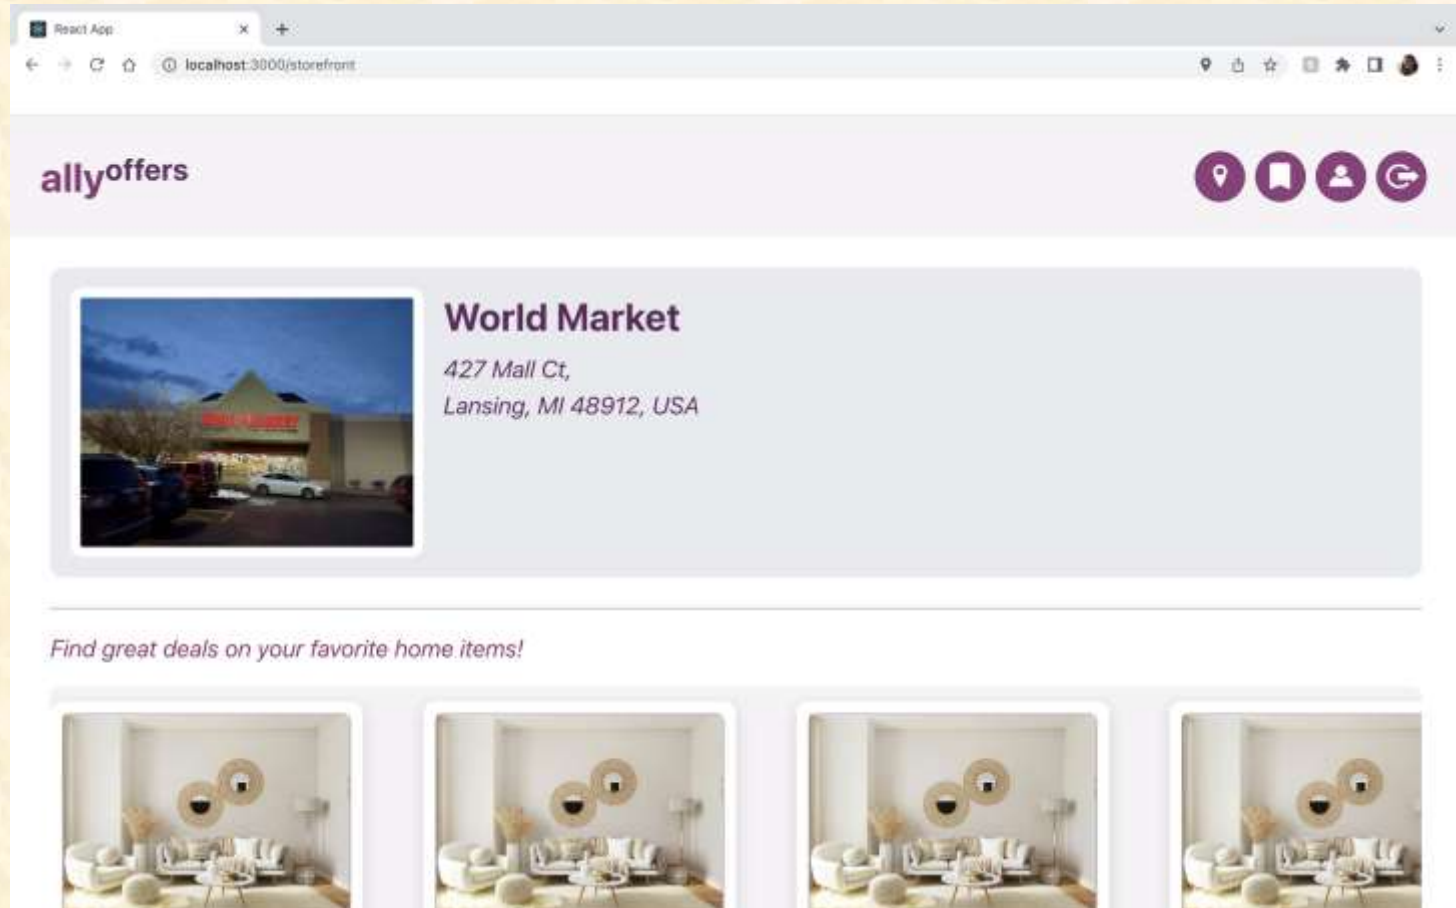 React App
localhost:3000/storefront
allyoffers
World Market
427 Mall Ct,
Lansing, MI 48912, USA
Find great deals on your favorite home items!